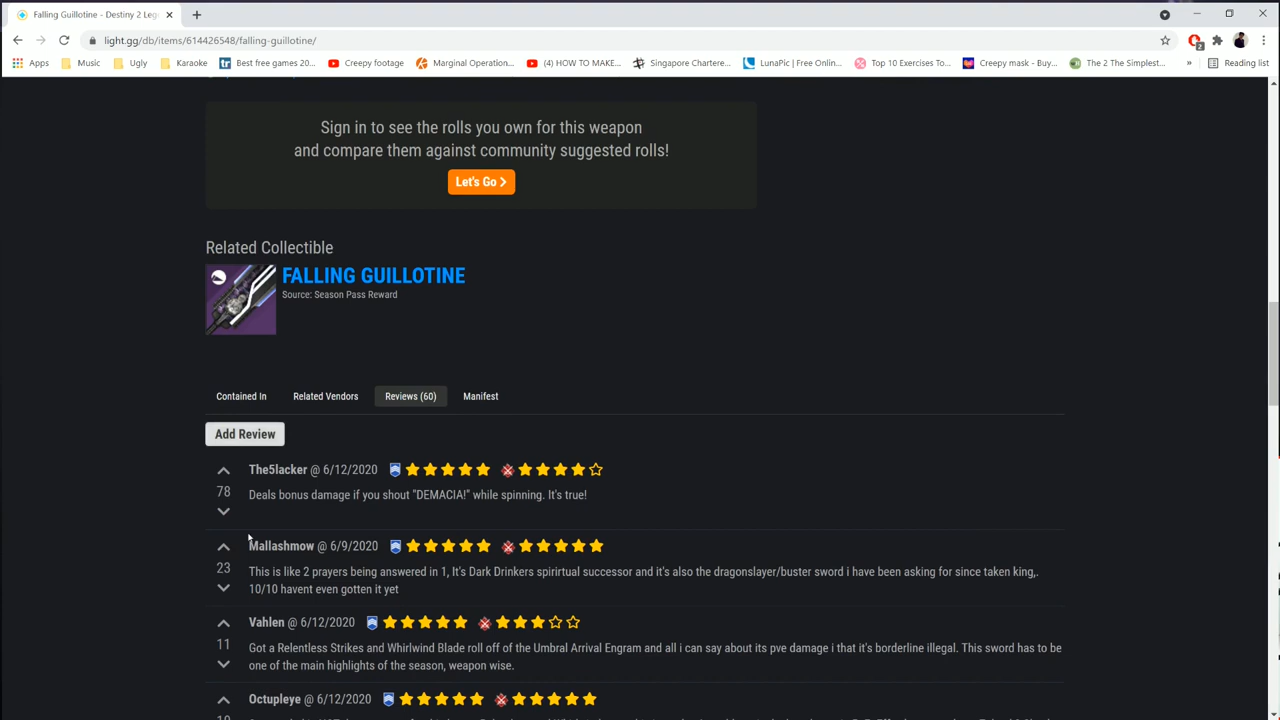 Falling Guillotine - Destiny 2 Leg
light.gg/db/items/614426548/falling-guillotine/
2
Apps Music Ugly Karaoke Best free games 20... Creepy footage Marginal Operation... (4) HOW TO MAKE... Singapore Chartere... LunaPic | Free Onlin... Top 10 Exercises To... Creepy mask - Buy... The 2 The Simplest... » Reading list
Sign in to see the rolls you own for this weapon
and compare them against community suggested rolls!
Let's Go
Related Collectible
FALLING GUILLOTINE
Source: Season Pass Reward
Contained In Related Vendors Reviews (60) Manifest
Add Review
The5lacker @ 6/12/2020
78
Deals bonus damage if you shout "DEMACIA!" while spinning. It's true!
Mallashmow @ 6/9/2020
23
This is like 2 prayers being answered in 1, It's Dark Drinkers spirirtual successor and it's also the dragonslayer/buster sword i have been asking for since taken king,.
10/10 havent even gotten it yet
Vahlen @ 6/12/2020
11
Got a Relentless Strikes and Whirlwind Blade roll off of the Umbral Arrival Engram and all i can say about its pve damage i that it's borderline illegal. This sword has to be
one of the main highlights of the season, weapon wise.
Octupleye @ 6/12/2020